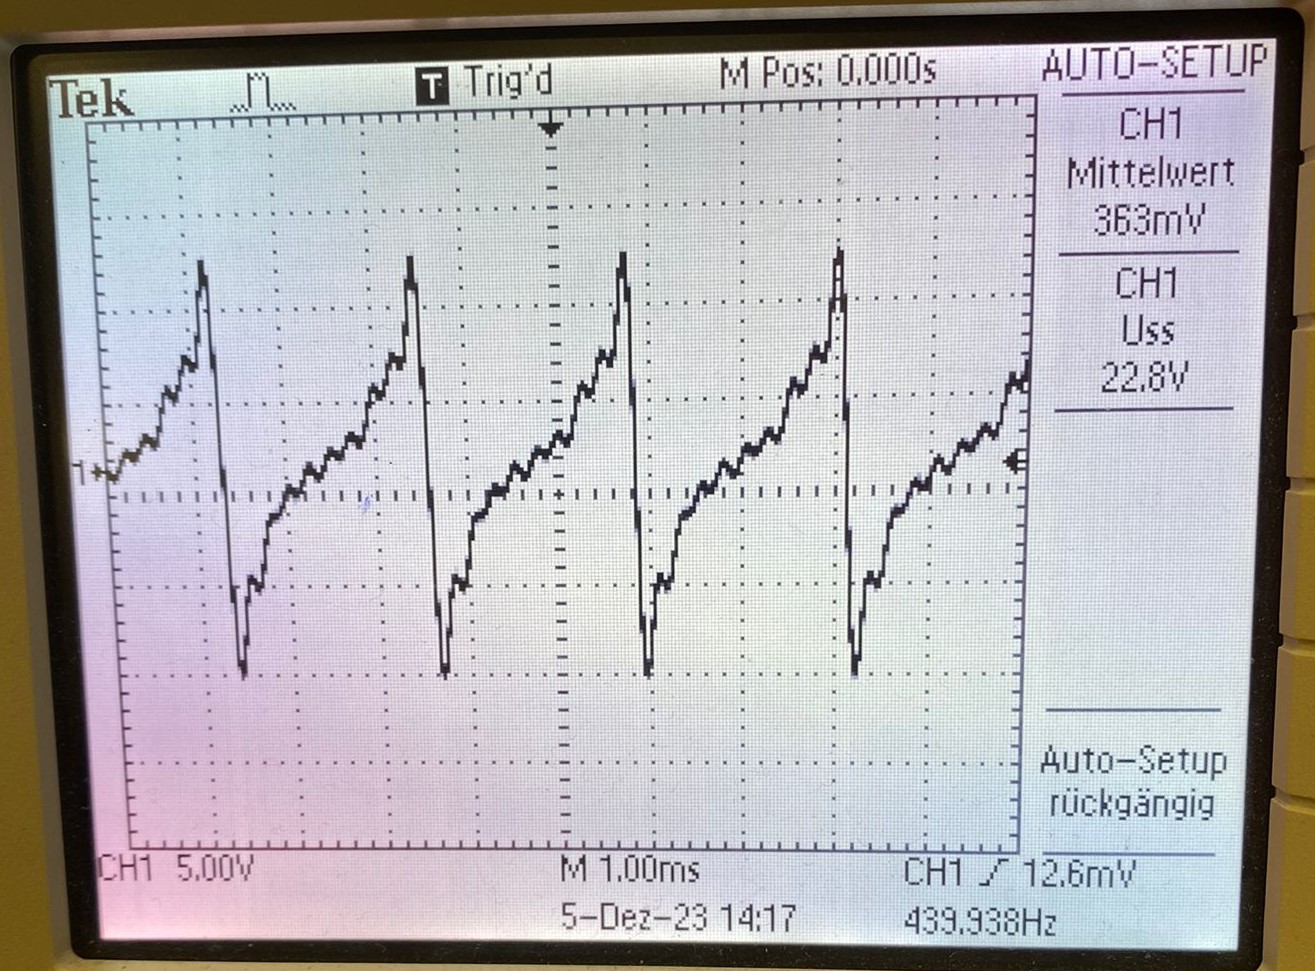 Tek
T Trig'd
M Pos: 0.000s
AUTO-SETUP
CH1
Mittelwert
363mV
CH1
Uss
22.8V
1
Auto-Setup
rückgängig
CH1 5.00V
M 1.00ms
CH1 12.6mV
5-Dez-23 14:17
439.938Hz